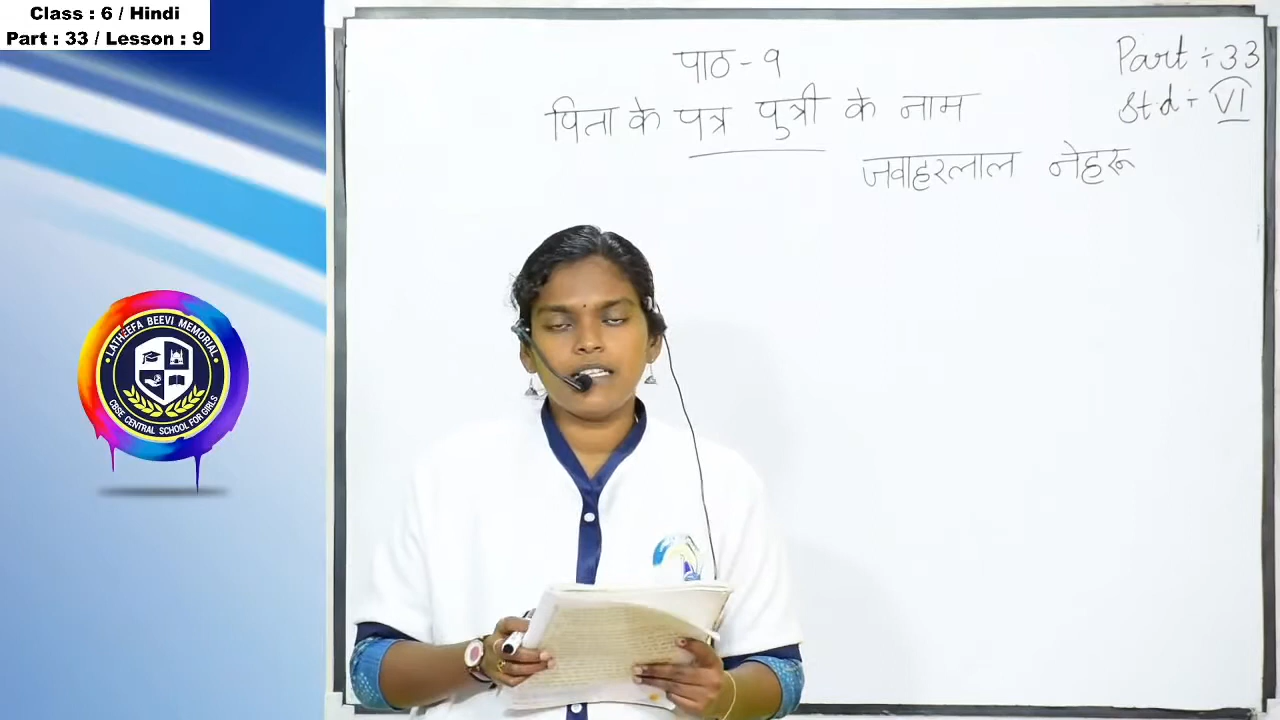 Class : 6 / Hindi
Part : 33 / Lesson : 9
पाठ - ९
पिता के पत्र पुत्री के नाम
जवाहरलाल नेहरू
Part ÷ 33
Std ÷ VI
LATHEEFA BEEVI MEMORIAL
CBSE CENTRAL SCHOOL FOR GIRLS